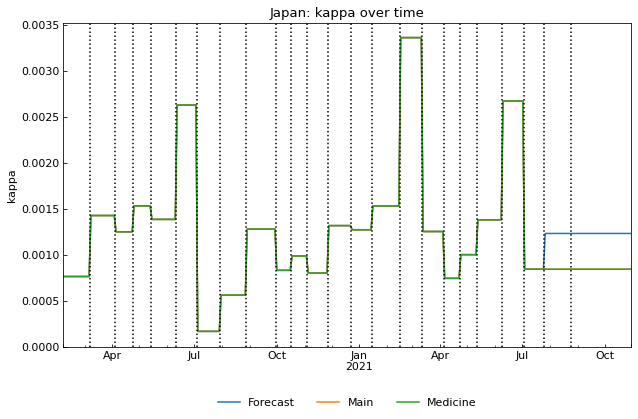 Japan: kappa over time
0.0035
0.0030
0.0025
0.0020
0.0015
0.0010
0.0005
0.0000
kappa
Apr Jul Oct Jan Apr Jul Oct
2021
Forecast Main Medicine